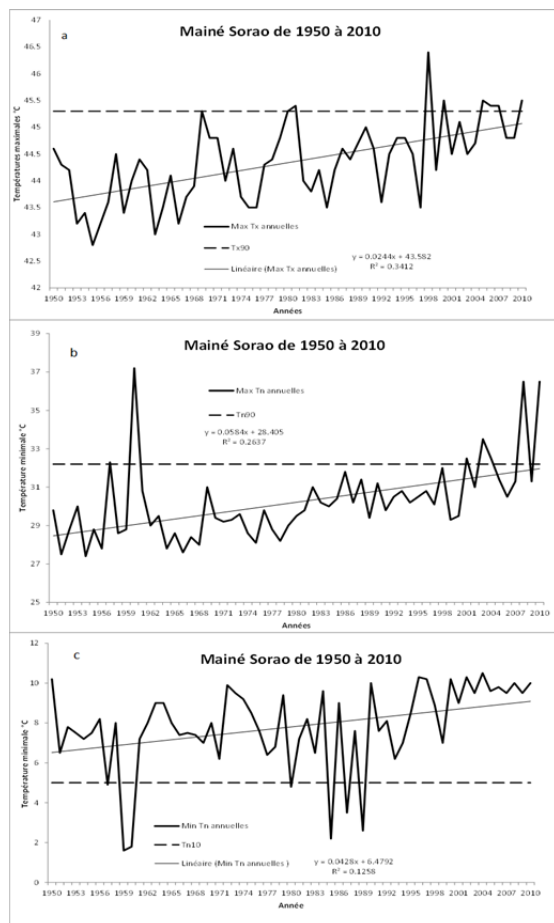 a
Mainé Sorao de 1950 à 2010
Températures maximales °C
47
46.5
46
45.5
45
44.5
44
43.5
43
42.5
42
Max Tx annuelles
Tx90
Linéaire (Max Tx annuelles)
y = 0.0244x + 43.582
R² = 0.3412
1950 1953 1956 1959 1962 1965 1968 1971 1974 1977 1980 1983 1986 1989 1992 1995 1998 2001 2004 2007 2010
Années
b
Mainé Sorao de 1950 à 2010
Température minimale °C
39
37
35
33
31
29
27
25
Max Tn annuelles
Tn90
y = 0.0584x + 28.405
R² = 0.2637
1950 1953 1956 1959 1962 1965 1968 1971 1974 1977 1980 1983 1986 1989 1992 1995 1998 2001 2004 2007 2010
Années
c
Mainé Sorao de 1950 à 2010
Température minimale °C
12
10
8
6
4
2
0
Min Tn annuelles
Tn10
Linéaire (Min Tn annuelles )
y = 0.0428x + 6.4792
R² = 0.1258
1950 1953 1956 1959 1962 1965 1968 1971 1974 1977 1980 1983 1986 1989 1992 1995 1998 2001 2004 2007 2010
Année